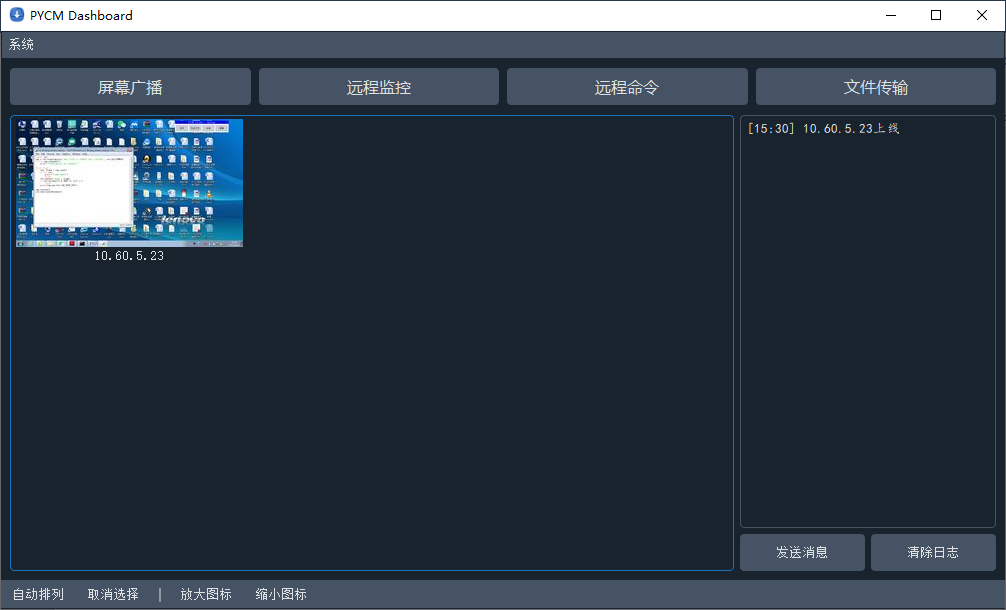 PYCM Dashboard
系统
屏幕广播
远程监控
远程命令
文件传输
lenovo
10.60.5.23
[15:30] 10.60.5.23上线
发送消息
清除日志
自动排列
取消选择
|
放大图标
缩小图标